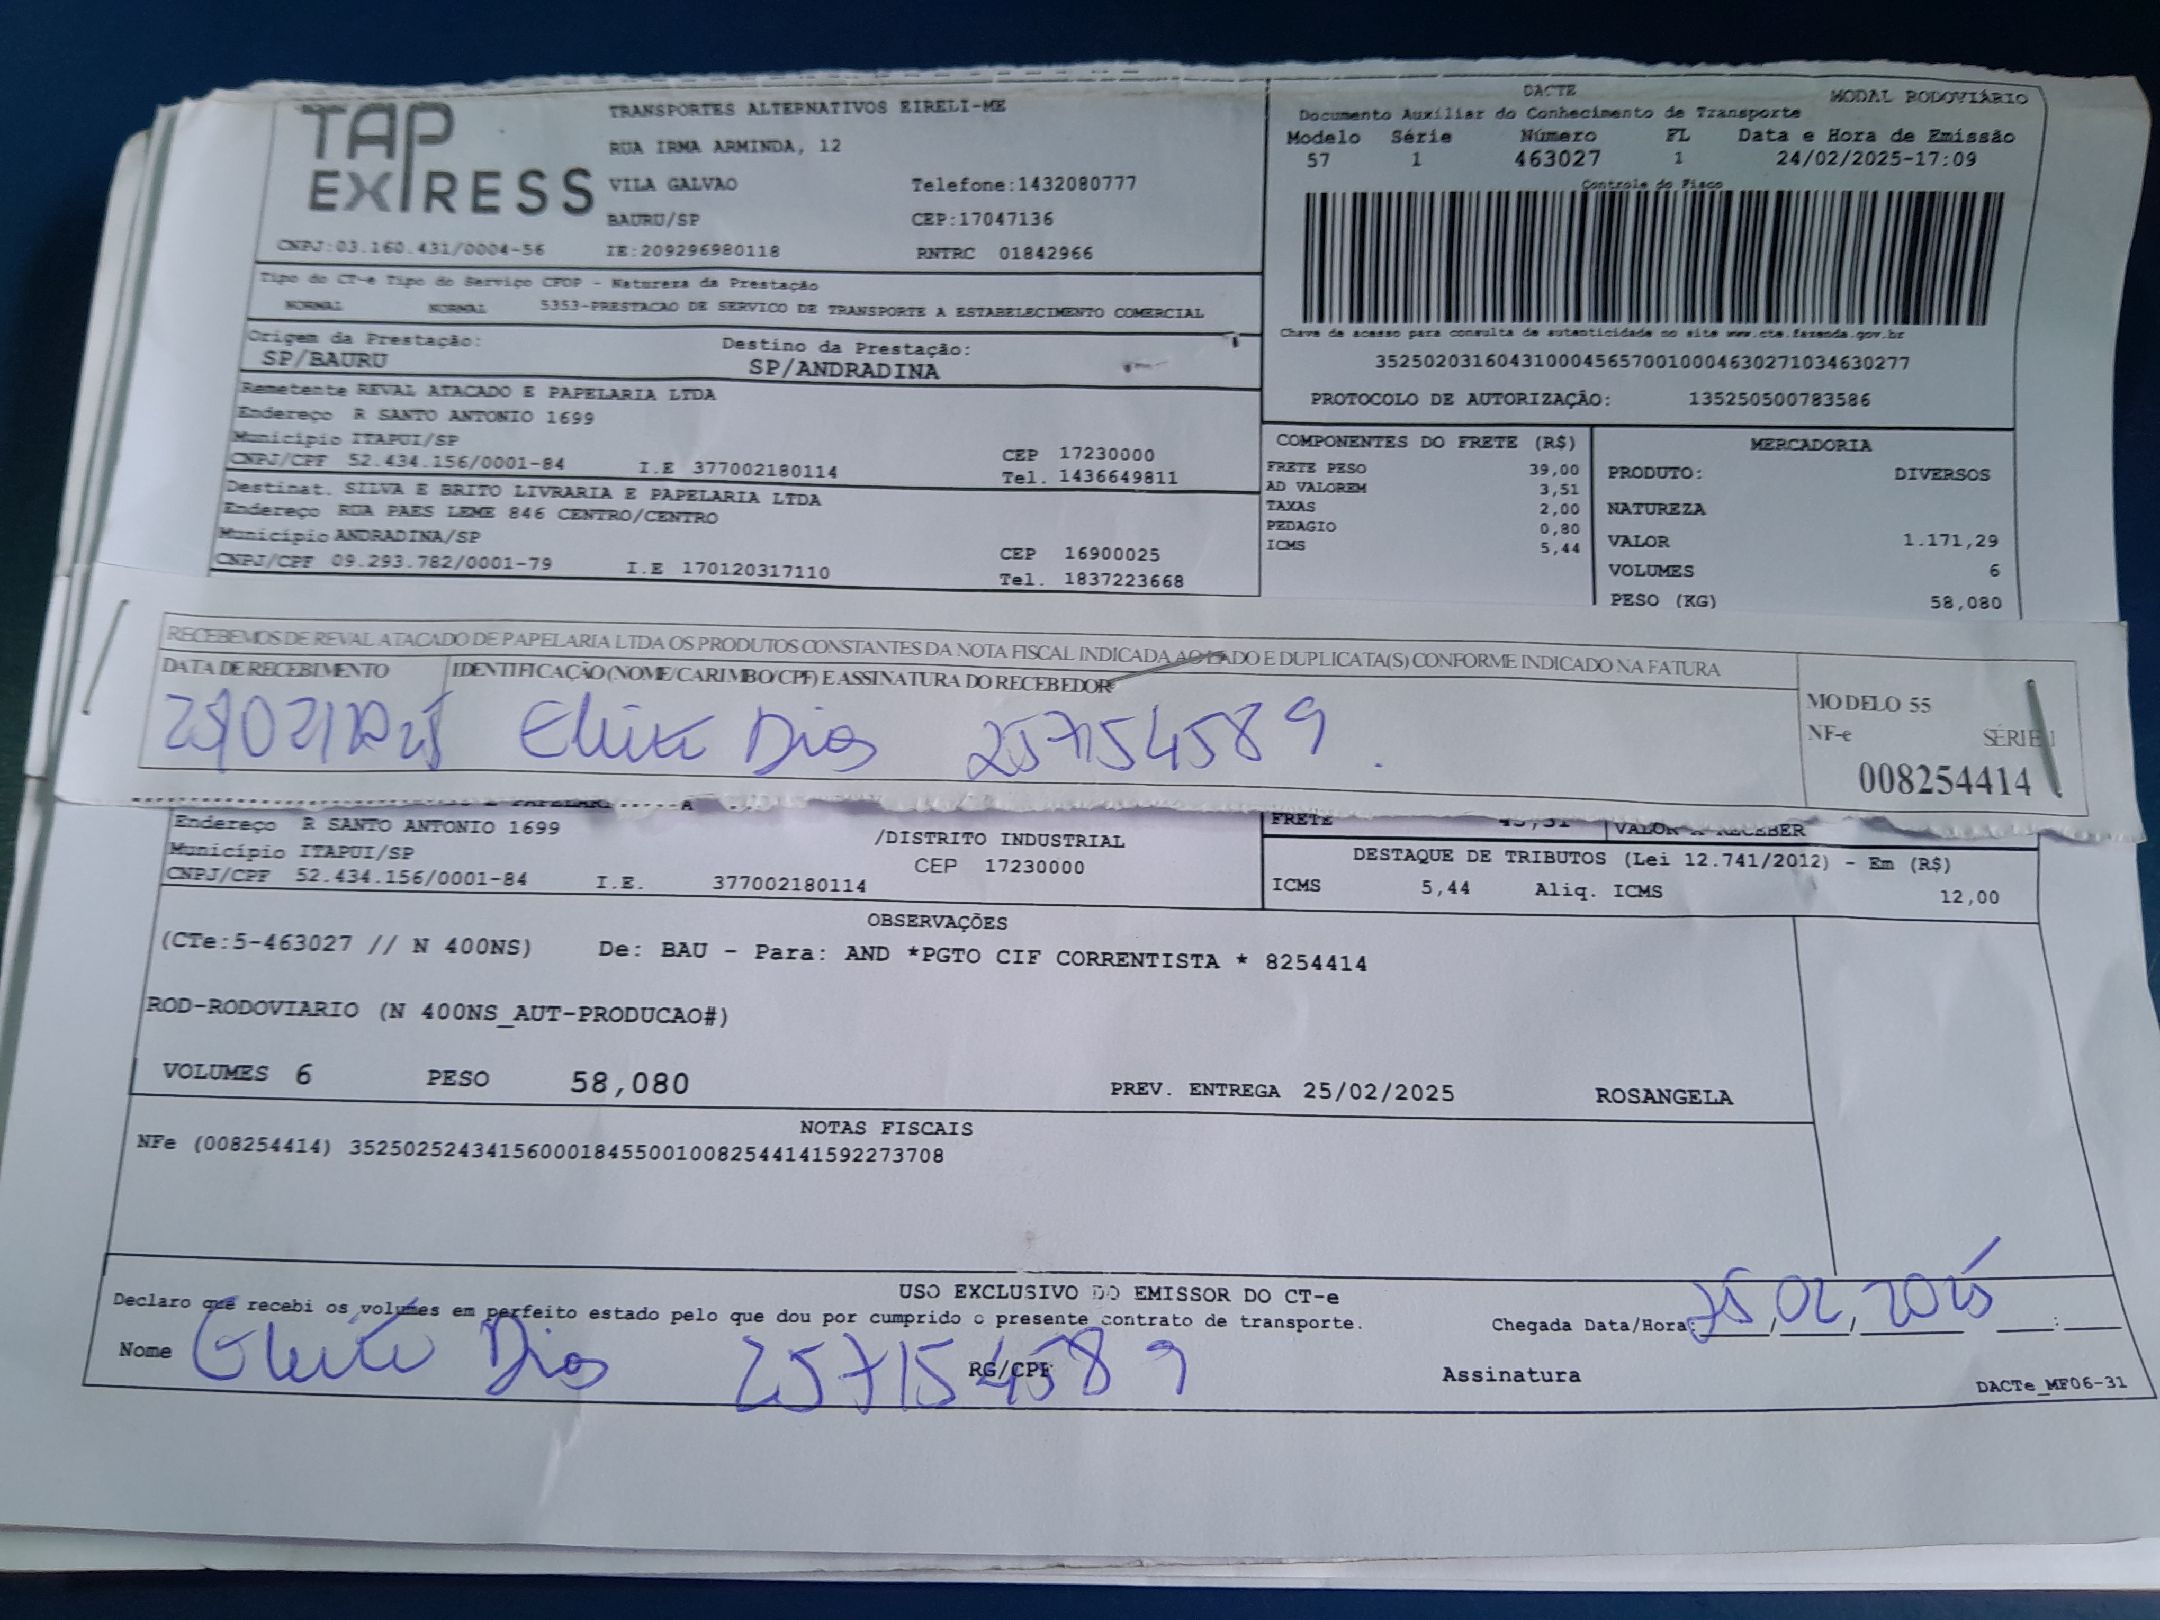 TAP EXPRESS
TRANSPORTES ALTERNATIVOS EIRELI-ME
RUA IRMA ARMINDA, 12
VILA GALVAO Telefone:1432080777
BAURU/SP CEP:17047136
CNPJ:03.160.431/0004-56 IE:209296980118 RNTRC 01842966
DACTE MODAL RODOVIÁRIO
Documento Auxiliar do Conhecimento de Transporte
Modelo Série Número FL Data e Hora de Emissão
57 1 463027 1 24/02/2025-17:09
Controle do Fisco
Chave de acesso para consulta de autenticidade no site www.cte.fazenda.gov.br
35250203160431000456570010004630271034630277
PROTOCOLO DE AUTORIZAÇÃO: 135250500783586
Tipo do CT-e Tipo do Serviço CFOP - Natureza da Prestação
NORMAL NORMAL 5353-PRESTACAO DE SERVICO DE TRANSPORTE A ESTABELECIMENTO COMERCIAL
Origem da Prestação: Destino da Prestação:
SP/BAURU SP/ANDRADINA
Remetente REVAL ATACADO E PAPELARIA LTDA
Endereço R SANTO ANTONIO 1699
Município ITAPUI/SP CEP 17230000
CNPJ/CPF 52.434.156/0001-84 I.E 377002180114 Tel. 1436649811
Destinat. SILVA E BRITO LIVRARIA E PAPELARIA LTDA
Endereço RUA PAES LEME 846 CENTRO/CENTRO
Município ANDRADINA/SP CEP 16900025
CNPJ/CPF 09.293.782/0001-79 I.E 170120317110 Tel. 1837223668
COMPONENTES DO FRETE (R$)
FRETE PESO 39,00
AD VALOREM 3,51
TAXAS 2,00
PEDAGIO 0,80
ICMS 5,44
MERCADORIA
PRODUTO: DIVERSOS
NATUREZA
VALOR 1.171,29
VOLUMES 6
PESO (KG) 58,080
RECEBEMOS DE REVAL ATACADO DE PAPELARIA LTDA OS PRODUTOS CONSTANTES DA NOTA FISCAL INDICADA AO LADO E DUPLICATA(S) CONFORME INDICADO NA FATURA
DATA DE RECEBIMENTO IDENTIFICAÇÃO (NOME/CARIMBO/CPF) E ASSINATURA DO RECEBEDOR
Dias 257154589
MODELO 55
NF-e SÉRIE 1
008254414
Endereço R SANTO ANTONIO 1699 /DISTRITO INDUSTRIAL
Município ITAPUI/SP CEP 17230000
CNPJ/CPF 52.434.156/0001-84 I.E. 377002180114
FRETE VALOR A RECEBER
DESTAQUE DE TRIBUTOS (Lei 12.741/2012) - Em (R$)
ICMS 5,44 Aliq. ICMS 12,00
OBSERVAÇÕES
(CTe:5-463027 // N 400NS) De: BAU - Para: AND *PGTO CIF CORRENTISTA * 8254414
ROD-RODOVIARIO (N 400NS_AUT-PRODUCAO#)
VOLUMES 6 PESO 58,080 PREV. ENTREGA 25/02/2025 ROSANGELA
NOTAS FISCAIS
NFe (008254414) 35250252434156000184550010082544141592273708
USO EXCLUSIVO DO EMISSOR DO CT-e
Declaro que recebi os volumes em perfeito estado pelo que dou por cumprido o presente contrato de transporte.
Chegada Data/Hora: 25,02,2025 :
Nome Dias 257154589 RG/CPF Assinatura
DACTe_MF06-31